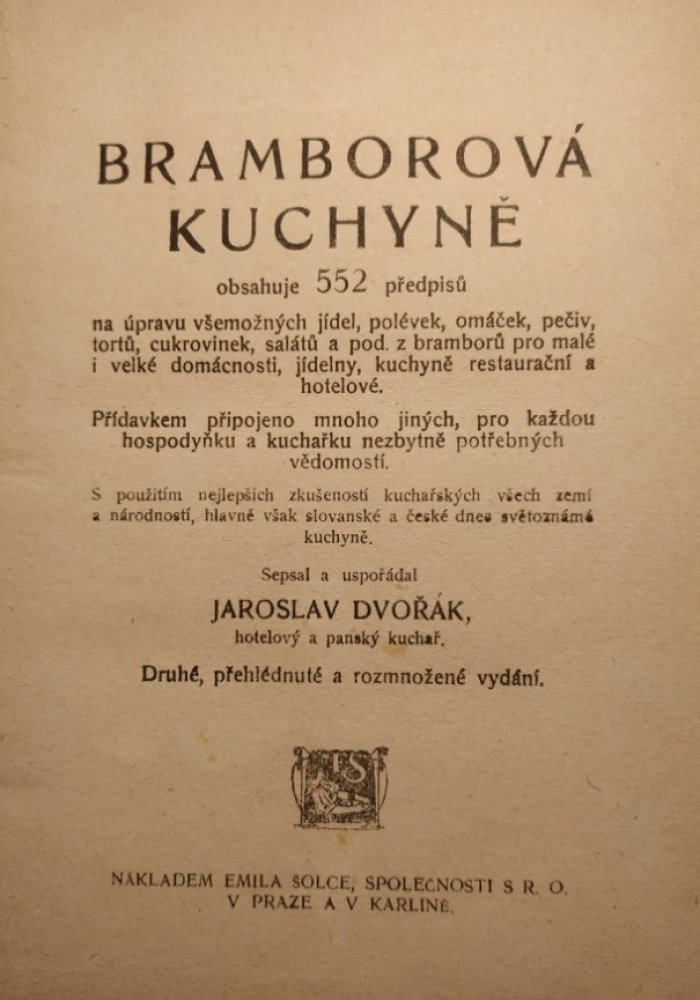 BRAMBOROVÁ
KUCHYNĚ
obsahuje 552 předpisů
na úpravu všemožných jídel, polévek, omáček, pečiv,
tortů, cukrovinek, salátů a pod. z bramborů pro malé
i velké domácnosti, jídelny, kuchyně restaurační a
hotelové.
Přídavkem připojeno mnoho jiných, pro každou
hospodyňku a kuchařku nezbytně potřebných
vědomostí.
S použitím nejlepších zkušeností kuchařských všech zemí
a národností, hlavně však slovanské a české dnes světoznámé
kuchyně.
Sepsal a uspořádal
JAROSLAV DVOŘÁK,
hotelový a panský kuchař.
Druhé, přehlédnuté a rozmnožené vydání.
ES
NÁKLADEM EMILA ŠOLCE, SPOLEČNOSTI S R. O.
V PRAZE A V KARLÍNĚ.